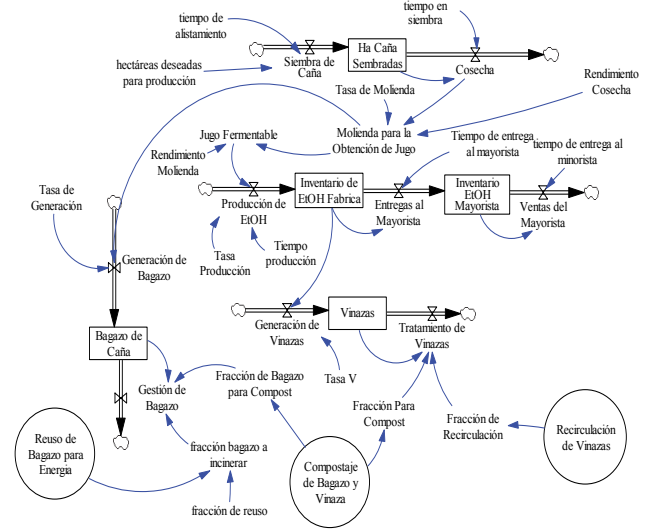 tiempo de
alistamiento
tiempo en
siembra
hectáreas deseadas
para producción
Siembra de
Caña
Ha Caña
Sembradas
Cosecha
Tasa de Molienda
Rendimiento
Cosecha
Jugo Fermentable
Molienda para la
Obtención de Jugo
Rendimiento
Molienda
Tiempo de entrega
al mayorista
tiempo de entrega al
minorista
Tasa de
Generación
Producción de
EtOH
Inventario de
EtOH Fabrica
Entregas al
Mayorista
Inventario
EtOH
Mayorista
Ventas del
Mayorista
Tasa
Producción
Tiempo
producción
Generación de
Bagazo
Generación de
Vinazas
Vinazas
Tratamiento de
Vinazas
Bagazo de
Caña
Tasa V
Gestión de
Bagazo
Fracción de Bagazo
para Compost
Fracción Para
Compost
Fracción de
Recirculación
Recirculación
de Vinazas
Reuso de
Bagazo para
Energia
fracción bagazo a
incinerar
Compostaje
de Bagazo y
Vinaza
fracción de reuso